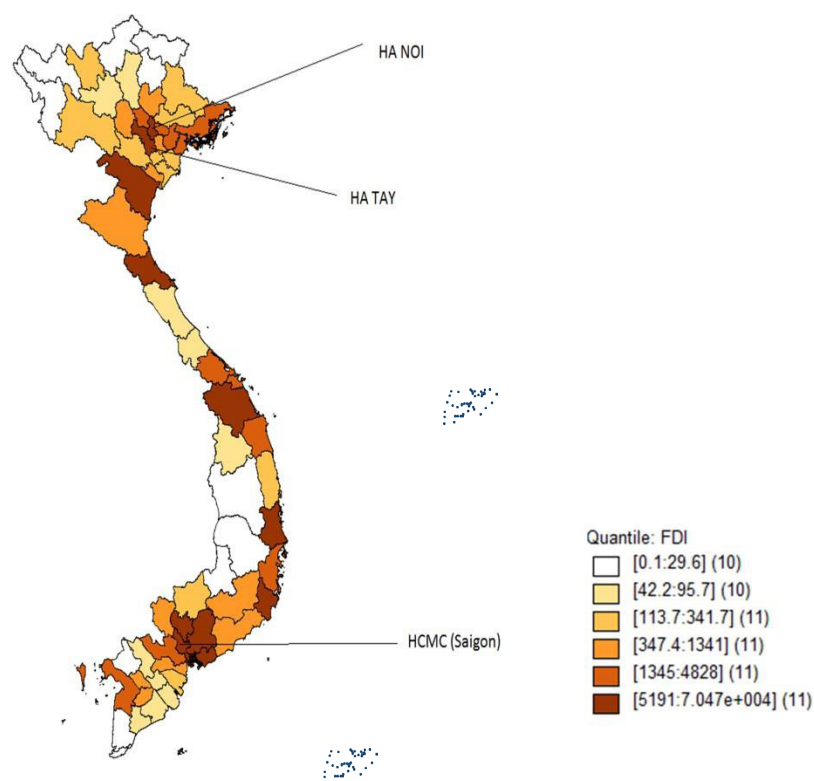 HA NOI
HA TAY
HCMC (Saigon)
Quantile: FDI
[0.1:29.6] (10)
[42.2:95.7] (10)
[113.7:341.7] (11)
[347.4:1341] (11)
[1345:4828] (11)
[5191:7.047e+004] (11)